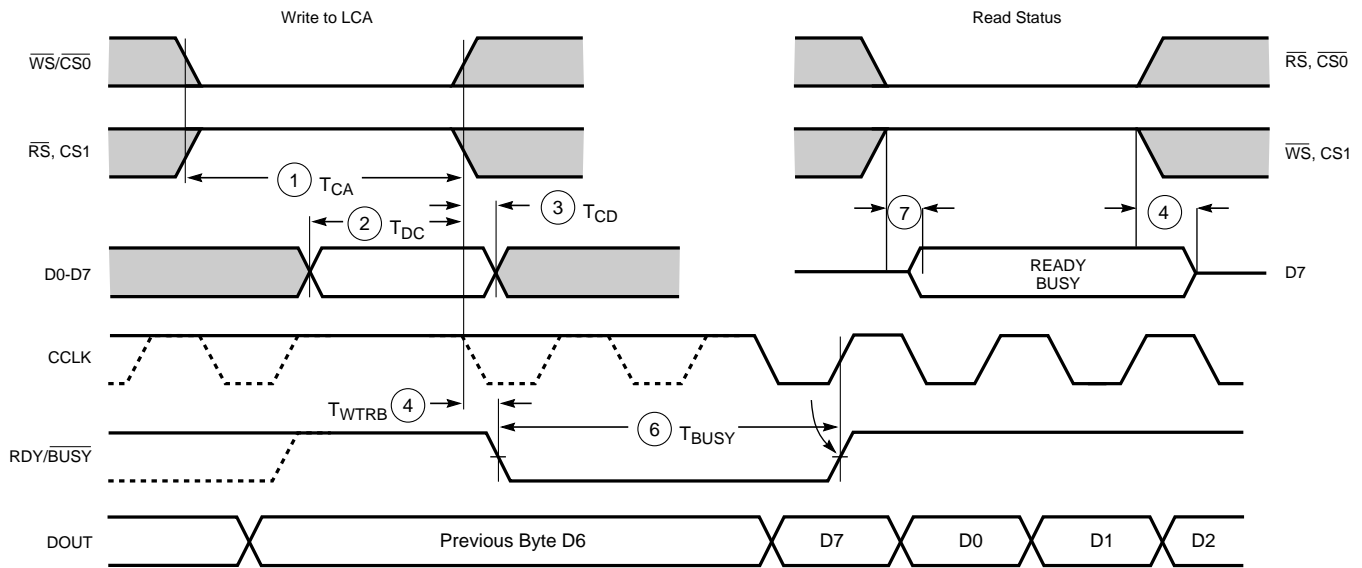 Write to LCA
Read Status
WS/CS0
RS, CS0
RS, CS1
WS, CS1
1 TCA
2 TDC
3 TCD
7
4
D0-D7
READY
BUSY
D7
CCLK
TWTRB 4
6 TBUSY
RDY/BUSY
DOUT
Previous Byte D6
D7
D0
D1
D2